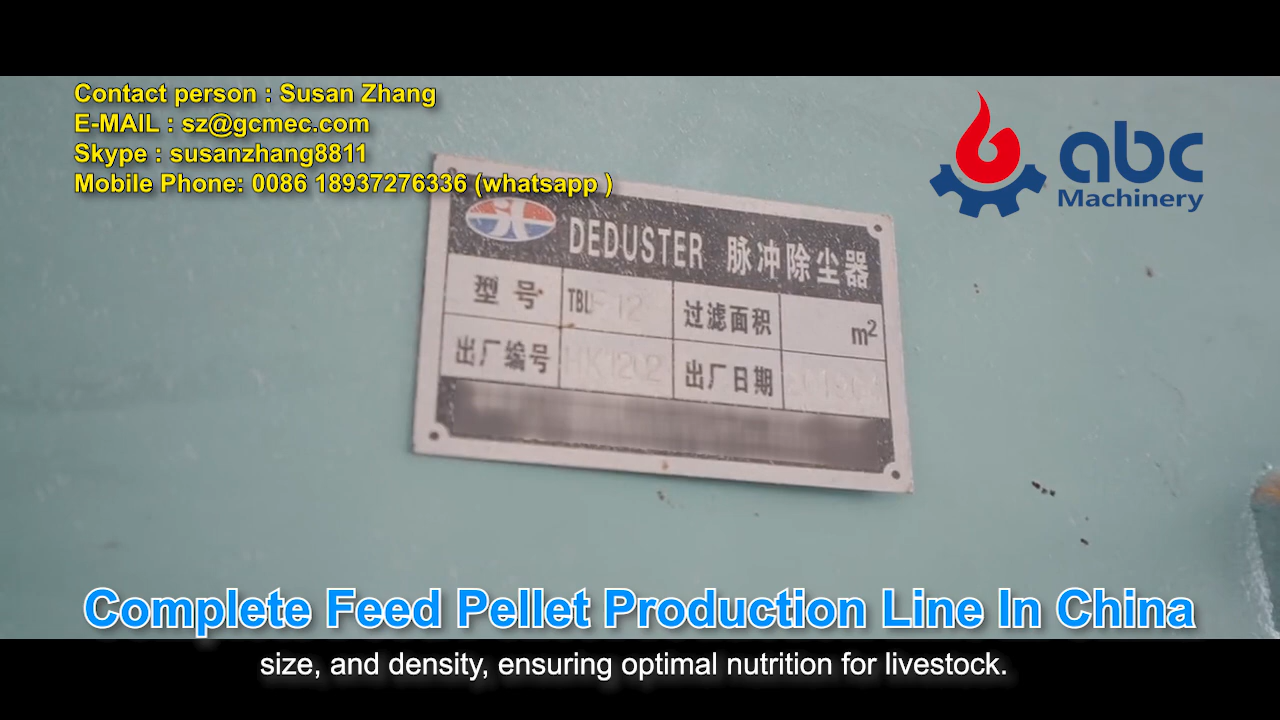 Contact person : Susan Zhang
E-MAIL : sz@gcmec.com
Skype : susanzhang8811
Mobile Phone: 0086 18937276336 (whatsapp )
abc
Machinery
DEDUSTER 脉冲除尘器
型 号 TBLF 12 过滤面积 m²
出厂编号 出厂日期
Complete Feed Pellet Production Line In China
size, and density, ensuring optimal nutrition for livestock.